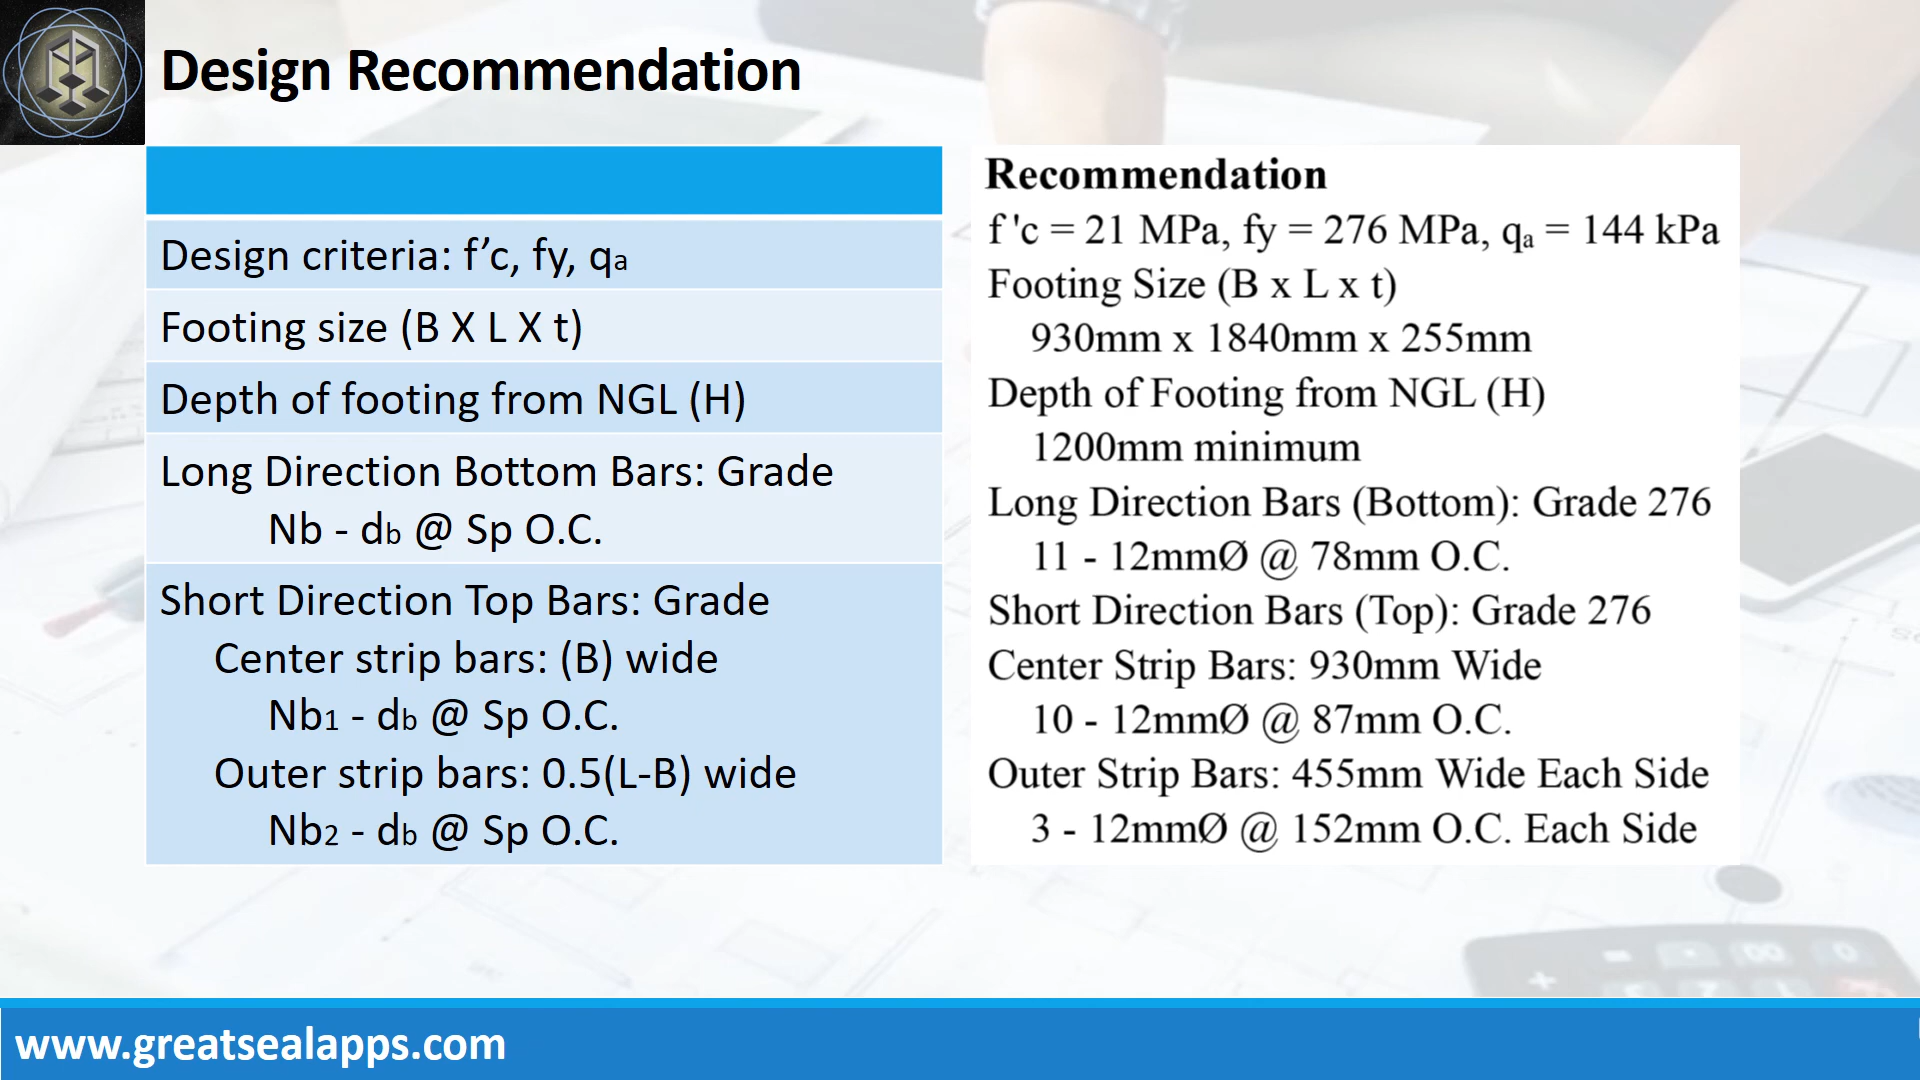 Design Recommendation
Design criteria: f’c, fy, qa
Footing size (B X L X t)
Depth of footing from NGL (H)
Long Direction Bottom Bars: Grade
Nb - db @ Sp O.C.
Short Direction Top Bars: Grade
Center strip bars: (B) wide
Nb1 - db @ Sp O.C.
Outer strip bars: 0.5(L-B) wide
Nb2 - db @ Sp O.C.
Recommendation
f 'c = 21 MPa, fy = 276 MPa, qa = 144 kPa
Footing Size (B x L x t)
930mm x 1840mm x 255mm
Depth of Footing from NGL (H)
1200mm minimum
Long Direction Bars (Bottom): Grade 276
11 - 12mmØ @ 78mm O.C.
Short Direction Bars (Top): Grade 276
Center Strip Bars: 930mm Wide
10 - 12mmØ @ 87mm O.C.
Outer Strip Bars: 455mm Wide Each Side
3 - 12mmØ @ 152mm O.C. Each Side
www.greatsealapps.com